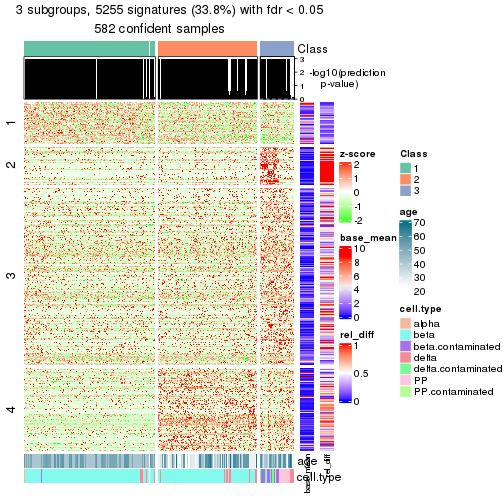 3 subgroups, 5255 signatures (33.8%) with fdr < 0.05
582 confident samples
Class
3
2
1
0
-log10(prediction
p-value)
1
2
3
4
z-score
2
1
0
-1
-2
base_mean
10
8
6
4
2
0
rel_diff
1
0.5
0
Class
1
2
3
age
70
60
50
40
30
20
cell.type
alpha
beta
beta.contaminated
delta
delta.contaminated
PP
PP.contaminated
age
cell.type
base_mean
rel_diff